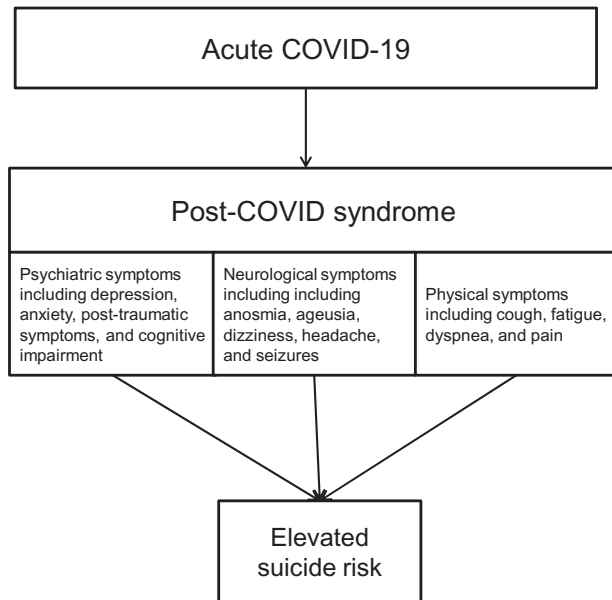 Acute COVID-19
Post-COVID syndrome
Psychiatric symptoms
including depression,
anxiety, post-traumatic
symptoms, and cognitive
impairment
Neurological symptoms
including including
anosmia, ageusia,
dizziness, headache,
and seizures
Physical symptoms
including cough, fatigue,
dyspnea, and pain
Elevated
suicide risk